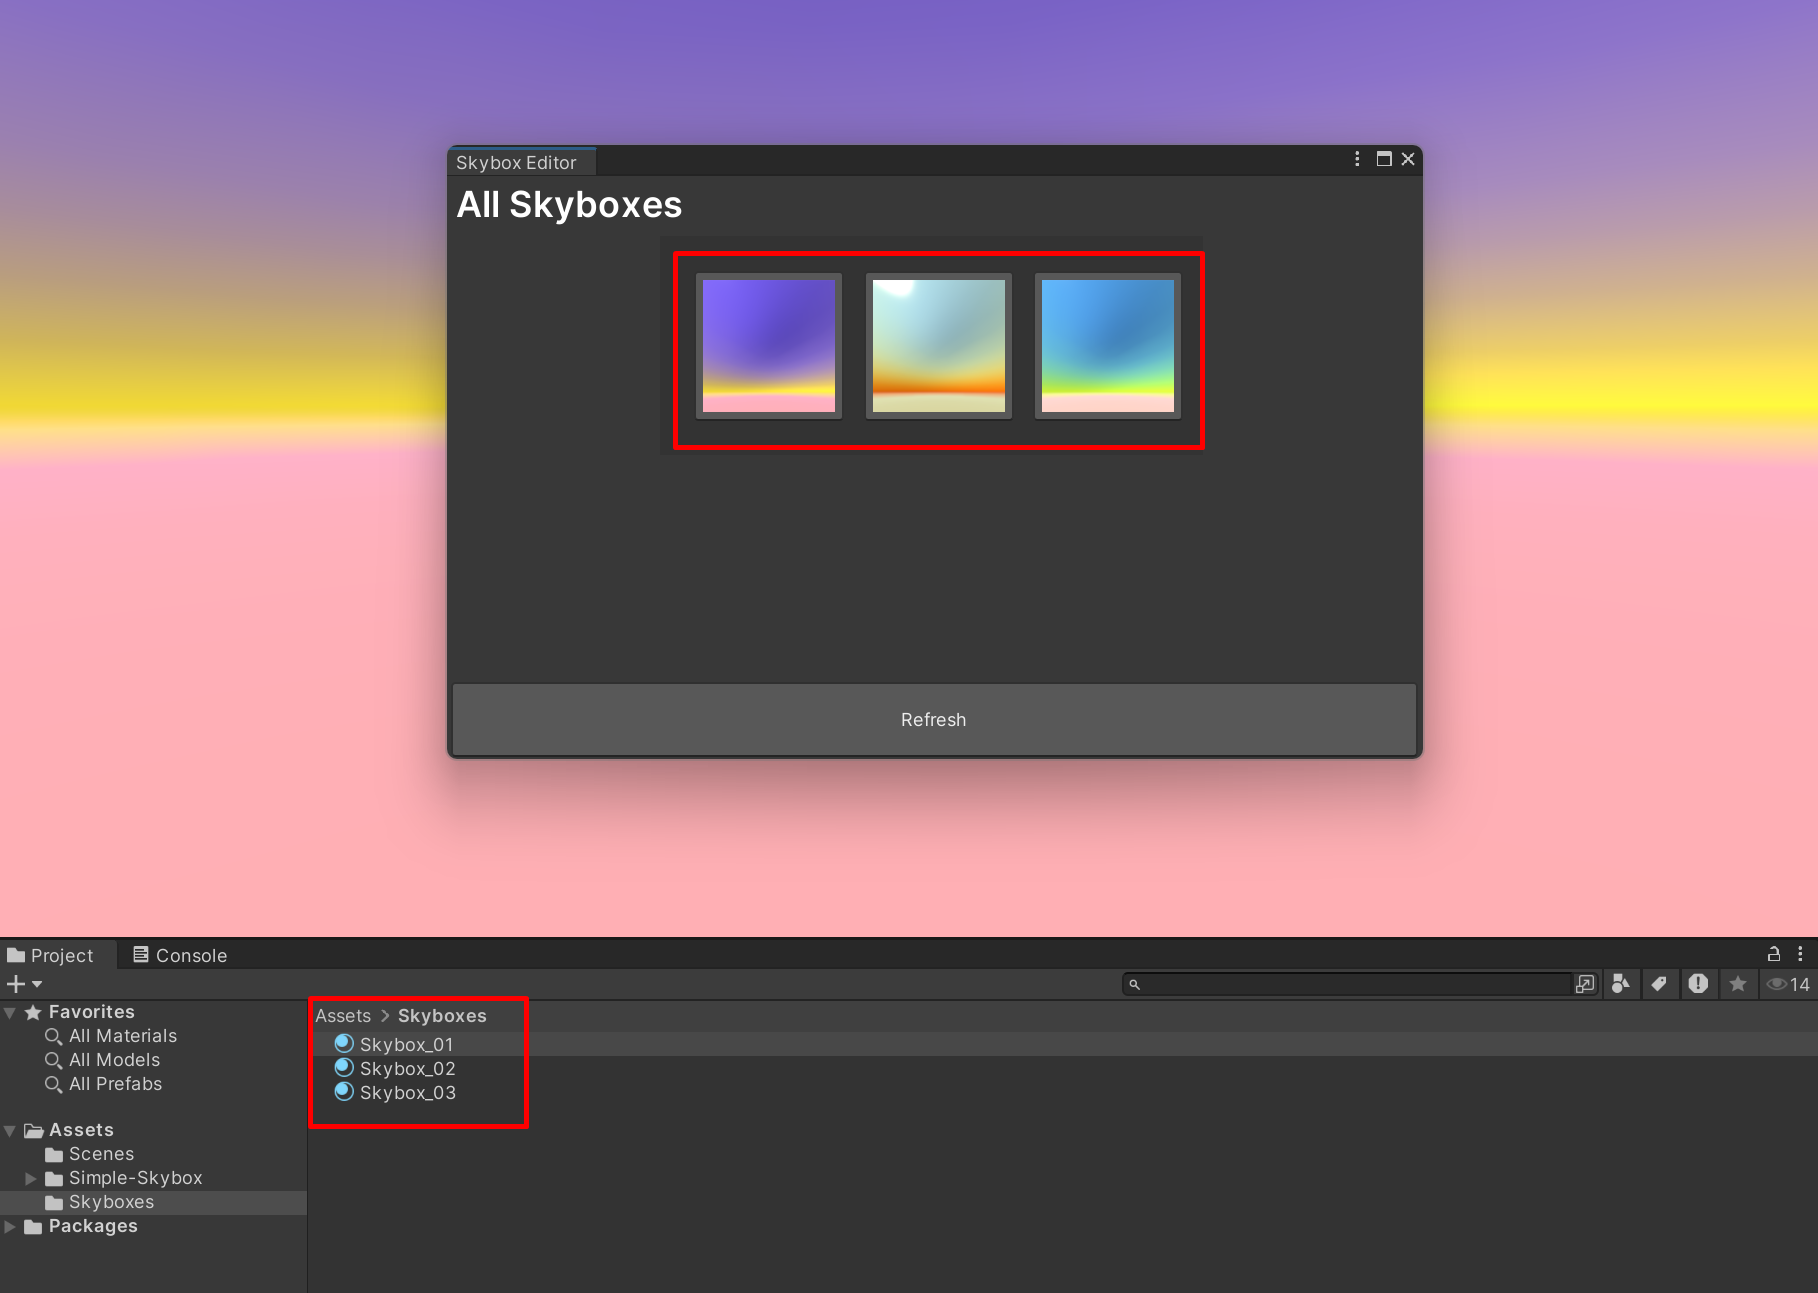 Skybox Editor
All Skyboxes
Refresh
Project
Console
14
Favorites
All Materials
All Models
All Prefabs
Assets
Scenes
Simple-Skybox
Skyboxes
Packages
Assets > Skyboxes
Skybox_01
Skybox_02
Skybox_03